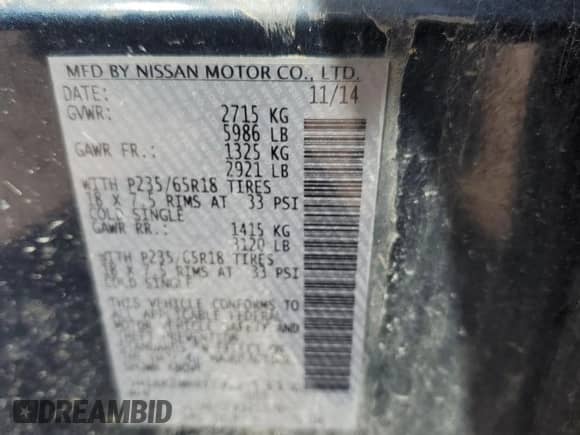 MFD BY NISSAN MOTOR CO., LTD.
DATE: 11/14
GVWR: 2715 KG
5986 LB
GAWR FR.: 1325 KG
2921 LB
WITH P235/65R18 TIRES
18 X 7.5 RIMS AT 33 PSI
COLD SINGLE
GAWR RR.: 1415 KG
3120 LB
WITH P235/65R18 TIRES
18 X 7.5 RIMS AT 33 PSI
COLD SINGLE
THIS VEHICLE CONFORMS TO
ALL APPLICABLE FEDERAL
MOTOR VEHICLE SAFETY AND
THEFT PREVENTION
DREAMBID